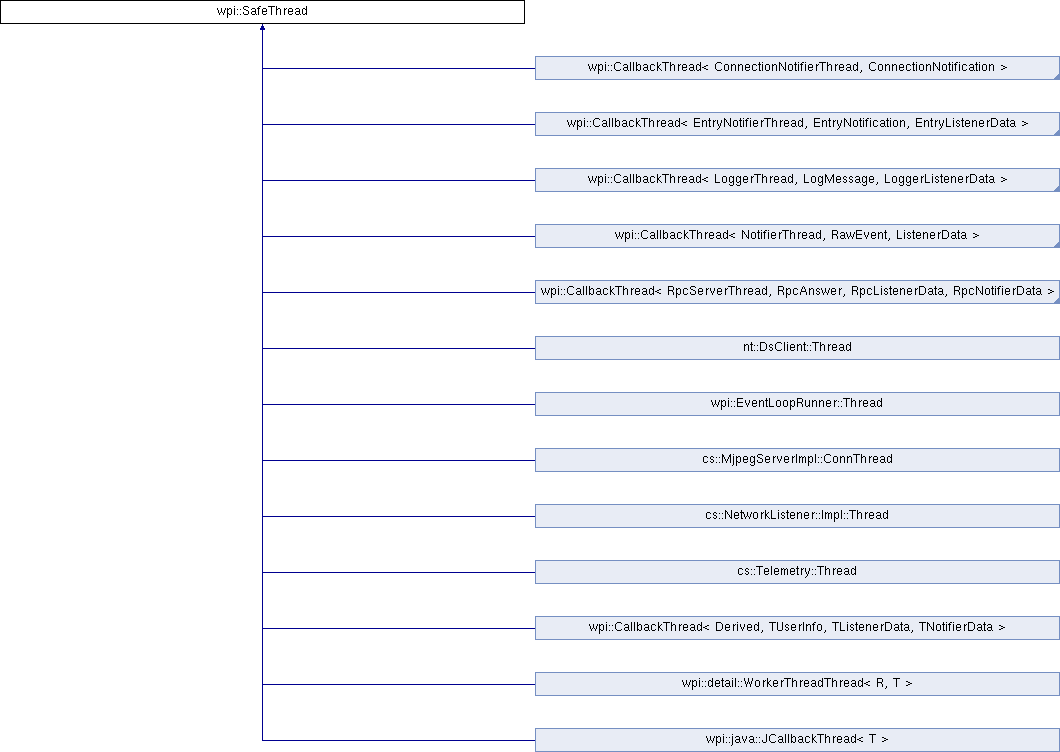 wpi::SafeThread
wpi::CallbackThread< ConnectionNotifierThread, ConnectionNotification >
wpi::CallbackThread< EntryNotifierThread, EntryNotification, EntryListenerData >
wpi::CallbackThread< LoggerThread, LogMessage, LoggerListenerData >
wpi::CallbackThread< NotifierThread, RawEvent, ListenerData >
wpi::CallbackThread< RpcServerThread, RpcAnswer, RpcListenerData, RpcNotifierData >
nt::DsClient::Thread
wpi::EventLoopRunner::Thread
cs::MjpegServerImpl::ConnThread
cs::NetworkListener::Impl::Thread
cs::Telemetry::Thread
wpi::CallbackThread< Derived, TUserInfo, TListenerData, TNotifierData >
wpi::detail::WorkerThreadThread< R, T >
wpi::java::JCallbackThread< T >